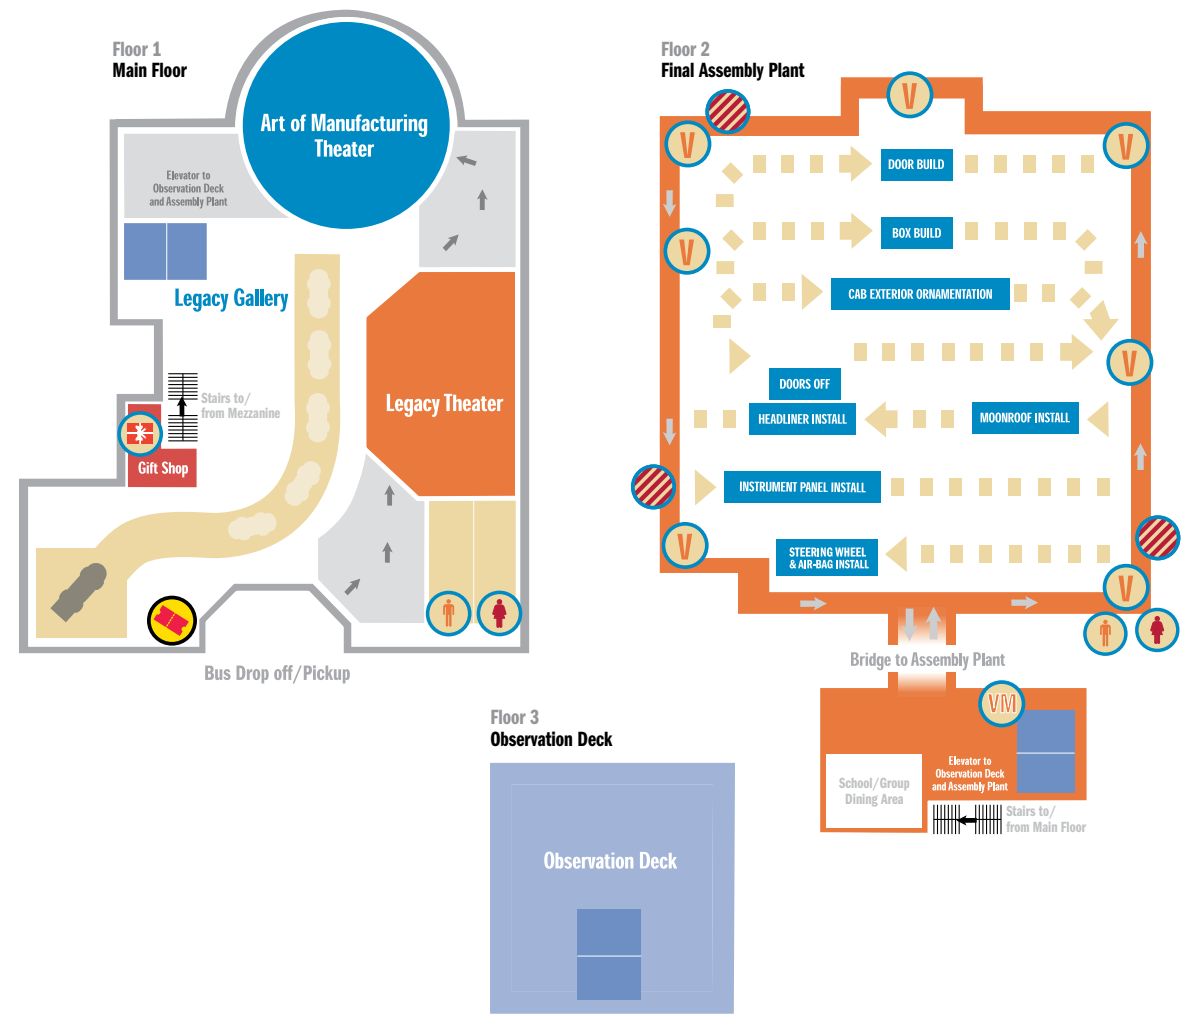 Floor 1
Main Floor
Art of Manufacturing
Theater
Elevator to
Observation Deck
and Assembly Plant
Legacy Gallery
Stairs to/
from Mezzanine
Legacy Theater
Gift Shop
Bus Drop off/Pickup
Floor 2
Final Assembly Plant
V
V
V
DOOR BUILD
V
BOX BUILD
CAB EXTERIOR ORNAMENTATION
V
DOORS OFF
HEADLINER INSTALL
MOONROOF INSTALL
INSTRUMENT PANEL INSTALL
V
STEERING WHEEL
& AIR-BAG INSTALL
V
Bridge to Assembly Plant
VM
Elevator to
Observation Deck
and Assembly Plant
School/Group
Dining Area
Stairs to/
from Main Floor
Floor 3
Observation Deck
Observation Deck